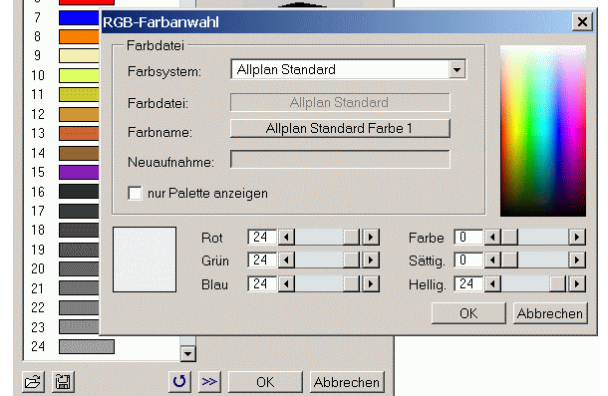 6
7
8
9
10
11
12
13
14
15
16
17
18
19
20
21
22
23
24
>>
OK
Abbrechen
RGB-Farbanwahl
Farbdatei
Farbsystem: Allplan Standard
Farbdatei: Allplan Standard
Farbname: Allplan Standard Farbe 1
Neuaufnahme:
nur Palette anzeigen
Rot 24
Grün 24
Blau 24
Farbe 0
Sättig. 0
Hellig. 24
OK
Abbrechen